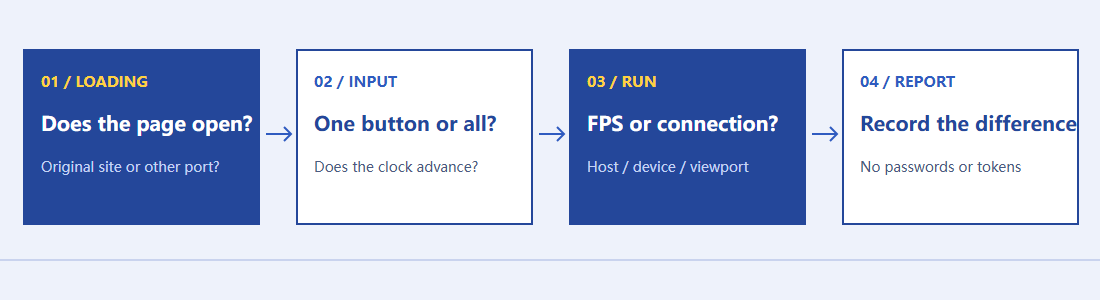 01 / LOADING
Does the page open?
Original site or other port?
02 / INPUT
One button or all?
Does the clock advance?
03 / RUN
FPS or connection?
Host / device / viewport
04 / REPORT
Record the difference
No passwords or tokens